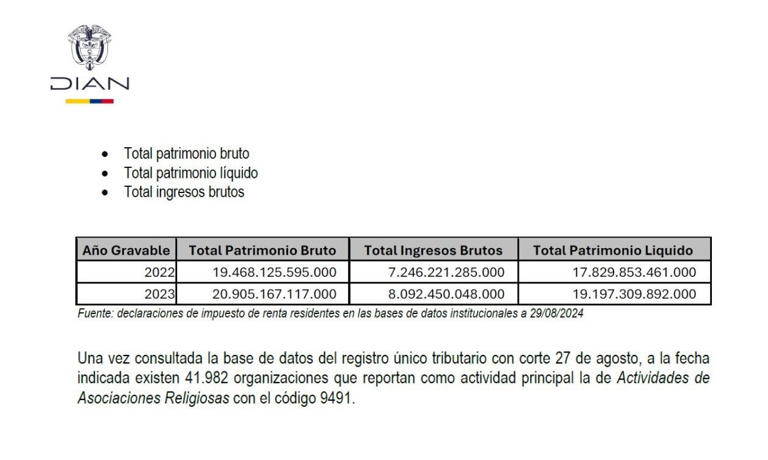 DIAN
• Total patrimonio bruto
• Total patrimonio líquido
• Total ingresos brutos
Año Gravable Total Patrimonio Bruto Total Ingresos Brutos Total Patrimonio Liquido
2022 19.468.125.595.000 7.246.221.285.000 17.829.853.461.000
2023 20.905.167.117.000 8.092.450.048.000 19.197.309.892.000
Fuente: declaraciones de impuesto de renta residentes en las bases de datos institucionales a 29/08/2024
Una vez consultada la base de datos del registro único tributario con corte 27 de agosto, a la fecha
indicada existen 41.982 organizaciones que reportan como actividad principal la de Actividades de
Asociaciones Religiosas con el código 9491.